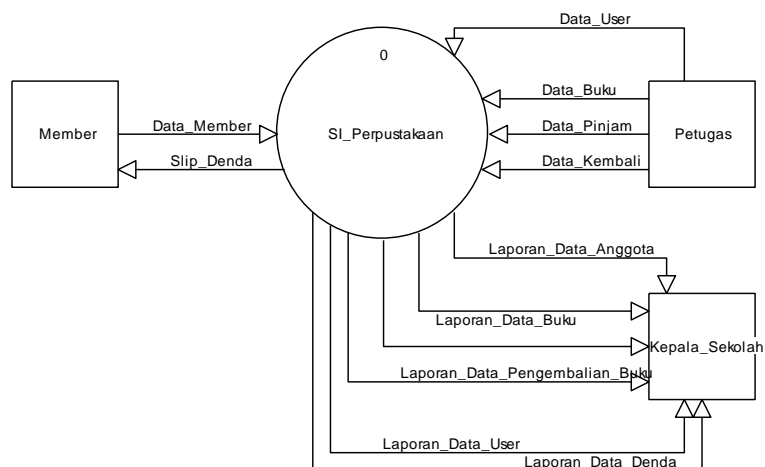 Data_User
0
Data_Buku
Member
Data_Member
SI_Perpustakaan
Data_Pinjam
Petugas
Slip_Denda
Data_Kembali
Laporan_Data_Anggota
Laporan_Data_Buku
Kepala_Sekolah
Laporan_Data_Pengembalian_Buku
Laporan_Data_User
Laporan_Data_Denda